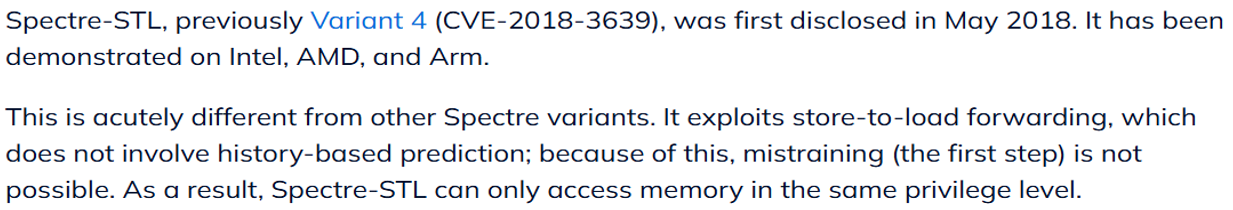 Spectre-STL, previously Variant 4 (CVE-2018-3639), was first disclosed in May 2018. It has been
demonstrated on Intel, AMD, and Arm.
This is acutely different from other Spectre variants. It exploits store-to-load forwarding, which
does not involve history-based prediction; because of this, mistraining (the first step) is not
possible. As a result, Spectre-STL can only access memory in the same privilege level.